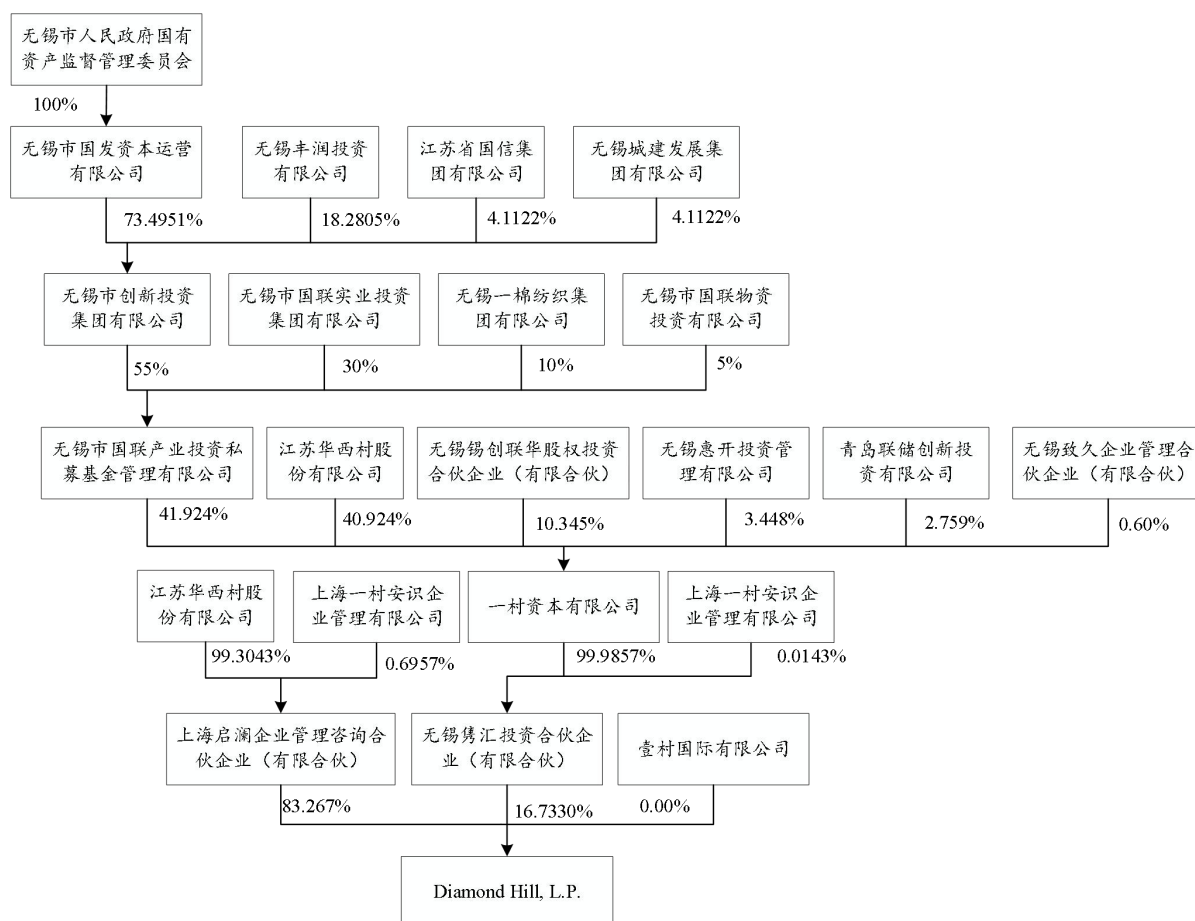 无锡市人民政府国有
资产监督管理委员会
100%
无锡市国发资本运营
有限公司
无锡丰润投资
有限公司
江苏省国信集
团有限公司
无锡城建发展集
团有限公司
73.4951%
18.2805%
4.1122%
4.1122%
无锡市创新投资
集团有限公司
无锡市国联实业投资
集团有限公司
无锡一棉纺织集
团有限公司
无锡市国联物资
投资有限公司
55%
30%
10%
5%
无锡市国联产业投资私
募基金管理有限公司
江苏华西村股
份有限公司
无锡锡创联华股权投资
合伙企业（有限合伙）
无锡惠开投资管
理有限公司
青岛联储创新投
资有限公司
无锡致久企业管理合
伙企业（有限合伙）
41.924%
40.924%
10.345%
3.448%
2.759%
0.60%
江苏华西村股
份有限公司
上海一村安识企
业管理有限公司
一村资本有限公司
上海一村安识企
业管理有限公司
99.3043%
0.6957%
99.9857%
0.0143%
上海启澜企业管理咨询合
伙企业（有限合伙）
无锡隽汇投资合伙企
业（有限合伙）
壹村国际有限公司
83.267%
16.7330%
0.00%
Diamond Hill, L.P.